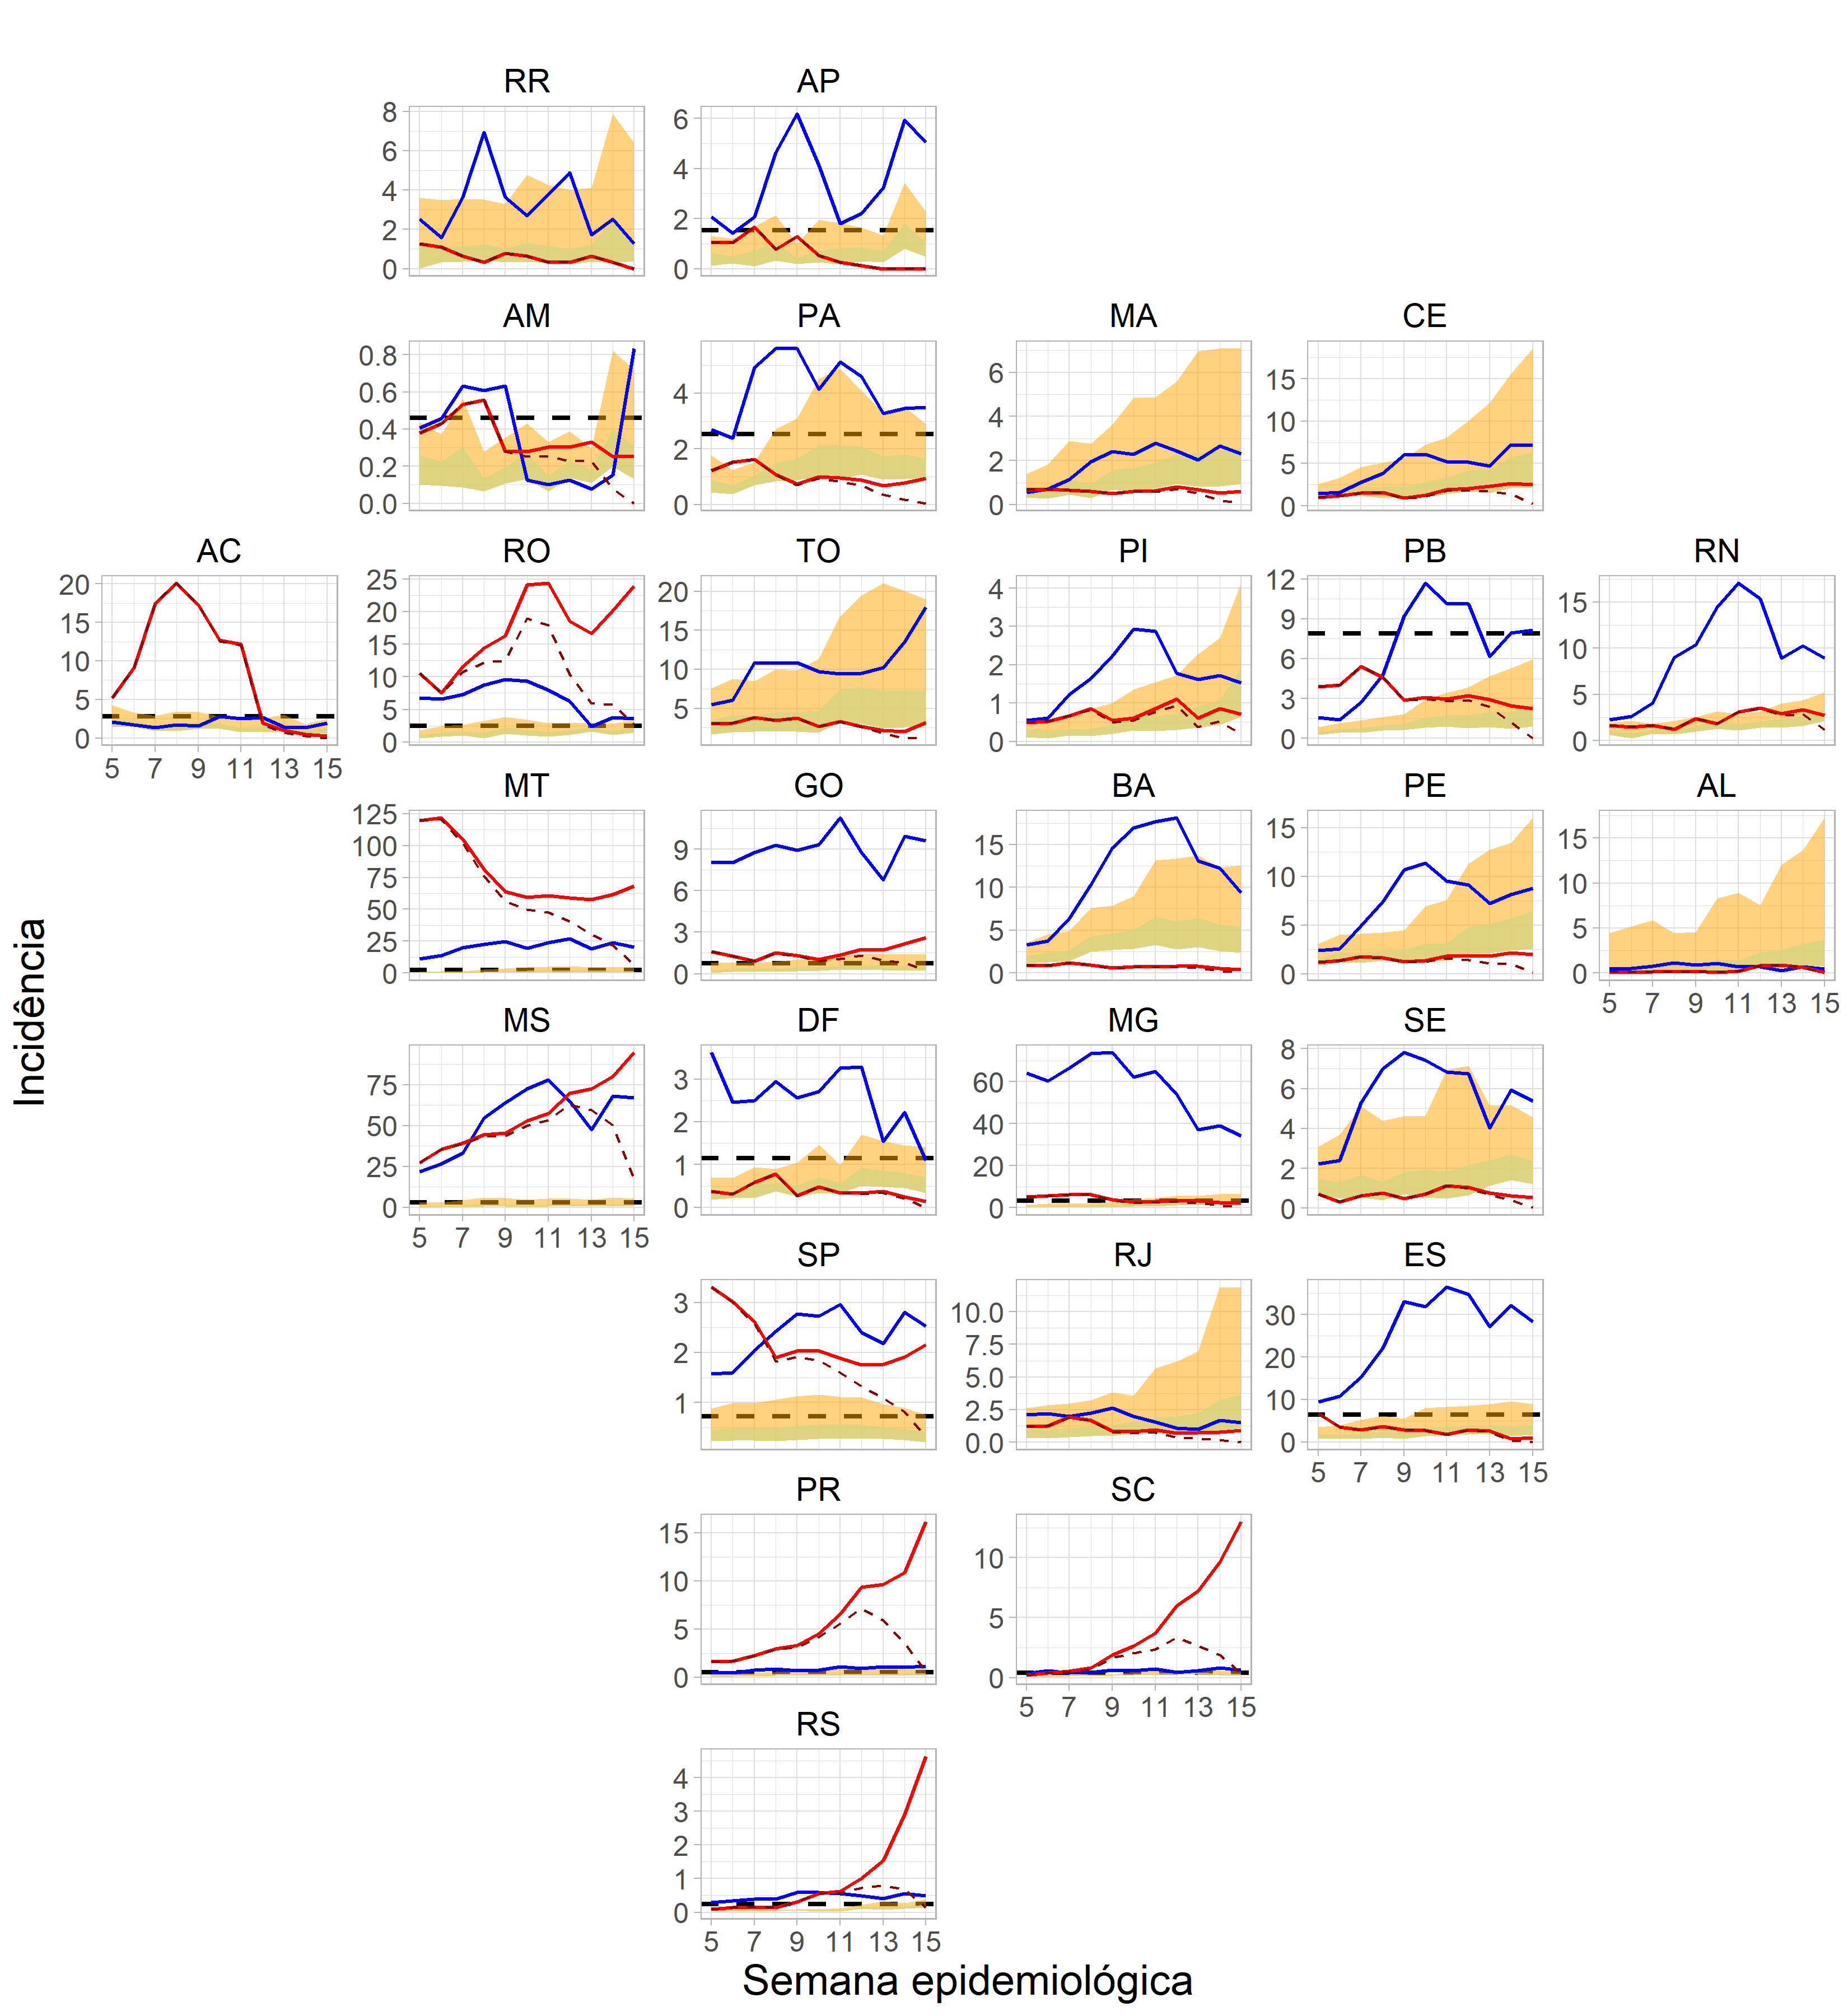 RR AP
8 6 4 2 0
6 4 2 0
AM PA MA CE
0.8 0.6 0.4 0.2 0.0
4 2 0
6 4 2 0
15 10 5 0
AC RO TO PI PB RN
20 15 10 5 0
25 20 15 10 5 0
20 15 10 5
4 3 2 1 0
12 9 6 3 0
15 10 5 0
5 7 9 11 13 15
MT GO BA PE AL
125 100 75 50 25 0
9 6 3 0
15 10 5 0
15 10 5 0
15 10 5 0
5 7 9 11 13 15
Incidência
MS DF MG SE
75 50 25 0
3 2 1 0
60 40 20 0
8 6 4 2 0
5 7 9 11 13 15
SP RJ ES
3 2 1
10.0 7.5 5.0 2.5 0.0
30 20 10 0
5 7 9 11 13 15
PR SC
15 10 5 0
10 5 0
5 7 9 11 13 15
RS
4 3 2 1 0
5 7 9 11 13 15
Semana epidemiológica